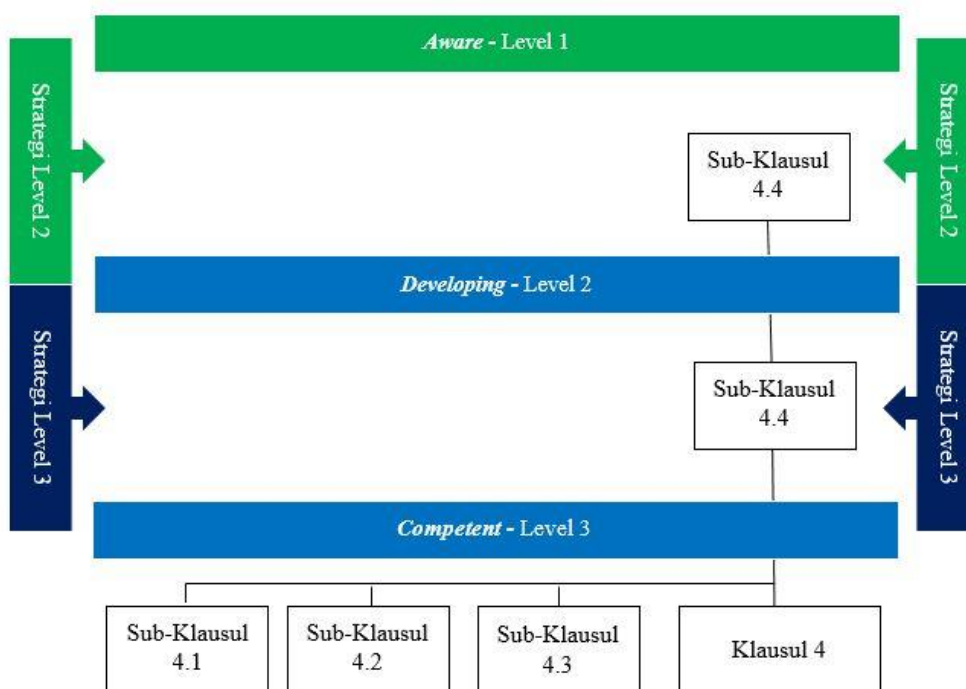 Aware - Level 1
Strategi Level 2
Strategi Level 2
Sub-Klausul
4.4
Developing - Level 2
Strategi Level 3
Strategi Level 3
Sub-Klausul
4.4
Competent - Level 3
Sub-Klausul
4.1
Sub-Klausul
4.2
Sub-Klausul
4.3
Klausul 4